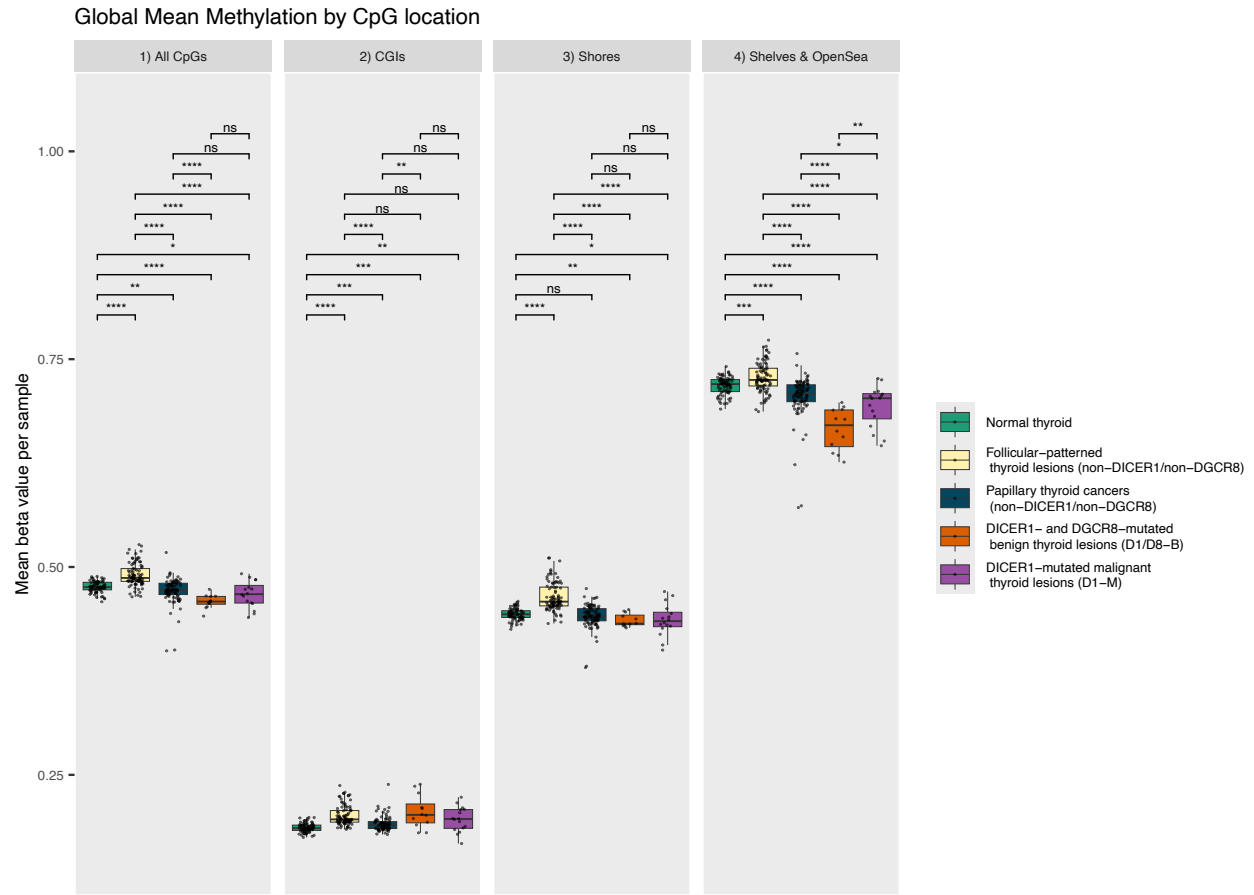 Global Mean Methylation by CpG location
1) All CpGs
2) CGIs
3) Shores
4) Shelves & OpenSea
Mean beta value per sample
1.00
0.75
0.50
0.25
ns
ns
****
****
****
****
*
****
**
****
ns
ns
**
ns
ns
****
**
***
***
****
ns
ns
ns
****
****
****
*
**
ns
****
**
*
****
****
****
****
****
****
****
***
Normal thyroid
Follicular−patterned
thyroid lesions (non−DICER1/non−DGCR8)
Papillary thyroid cancers
(non−DICER1/non−DGCR8)
DICER1− and DGCR8−mutated
benign thyroid lesions (D1/D8−B)
DICER1−mutated malignant
thyroid lesions (D1−M)